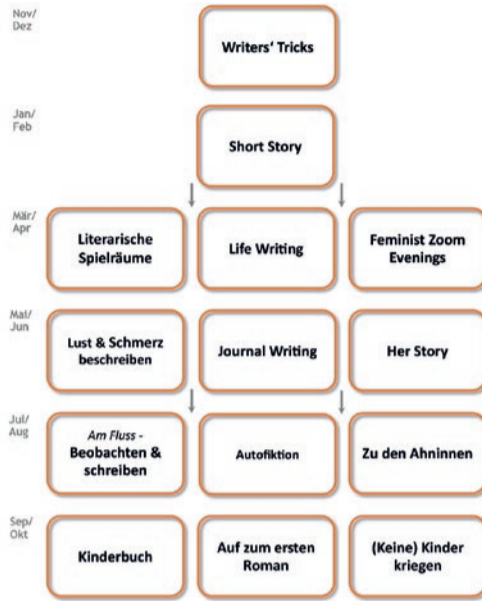 Nov/
Dez
Writers' Tricks
Jan/
Feb
Short Story
Mär/
Apr
Literarische
Spielräume
Life Writing
Feminist Zoom
Evenings
Mai/
Jun
Lust & Schmerz
beschreiben
Journal Writing
Her Story
Jul/
Aug
Am Fluss -
Beobachten &
schreiben
Autofiktion
Zu den Ahninnen
Sep/
Okt
Kinderbuch
Auf zum ersten
Roman
(Keine) Kinder
kriegen